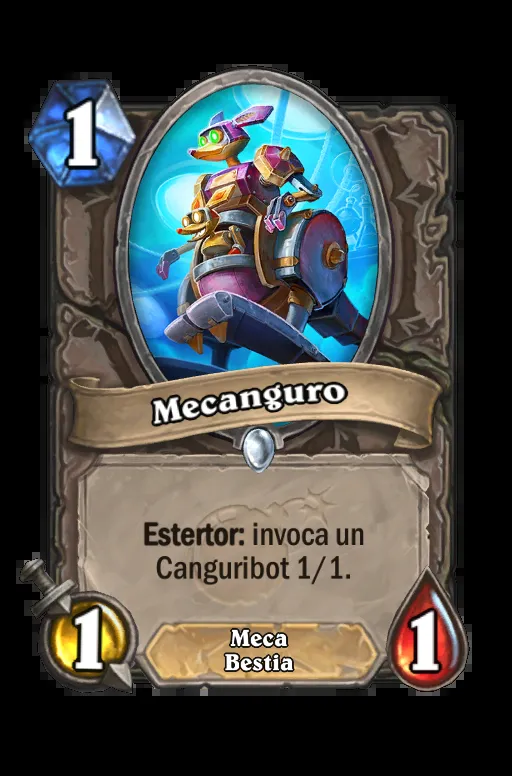 1
Mecanguro
Estertor: invoca un
Canguribot 1/1.
1
Meca
Bestia
1